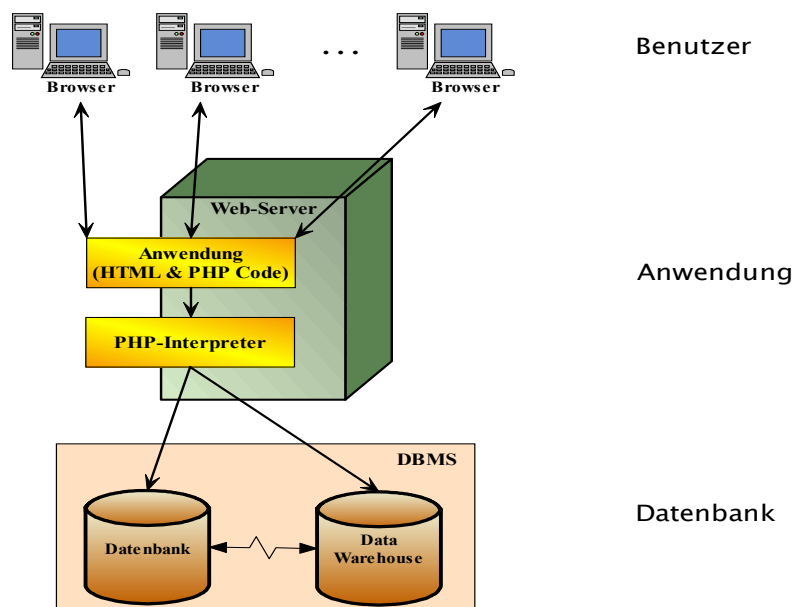 Benutzer
. . .
Browser
Browser
Browser
Web-Server
Anwendung
(HTML & PHP Code)
Anwendung
PHP-Interpreter
DBMS
Datenbank
Data
Warehouse
Datenbank